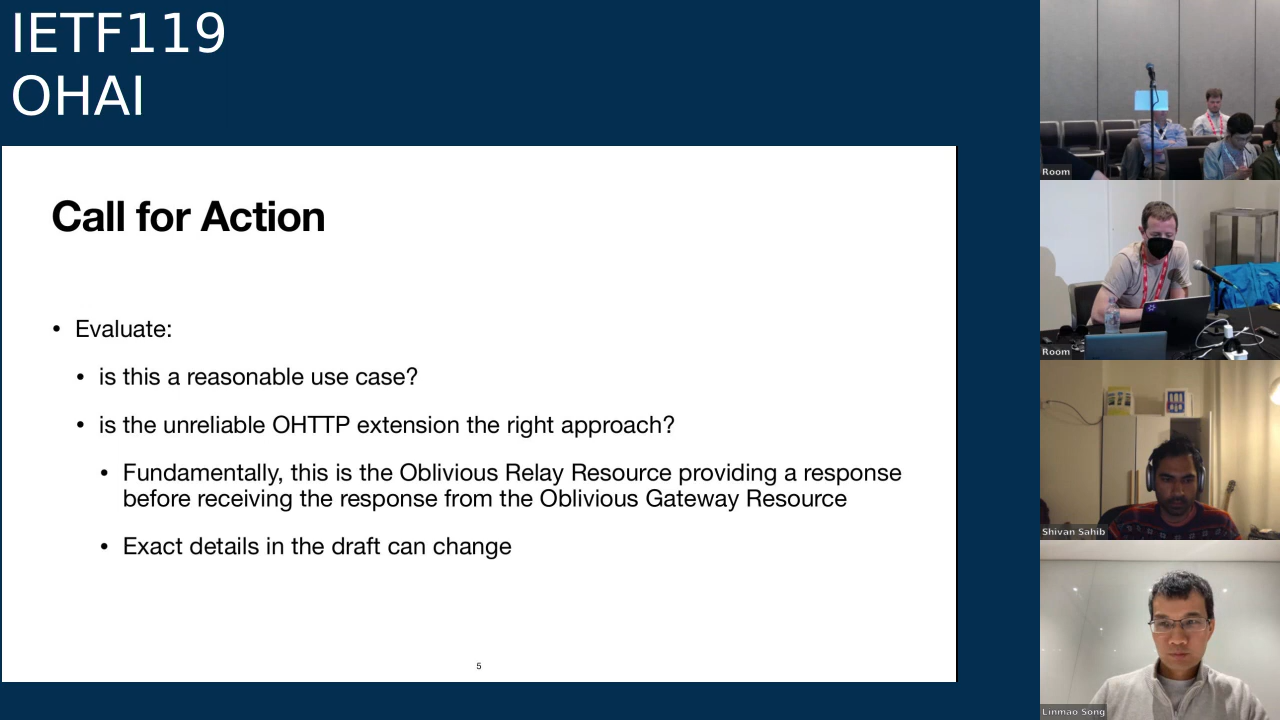 IETF119
OHAI
Call for Action
• Evaluate:
• is this a reasonable use case?
• is the unreliable OHTTP extension the right approach?
• Fundamentally, this is the Oblivious Relay Resource providing a response
before receiving the response from the Oblivious Gateway Resource
• Exact details in the draft can change
5
Room
Room
Shivan Sahib
Linmao Song